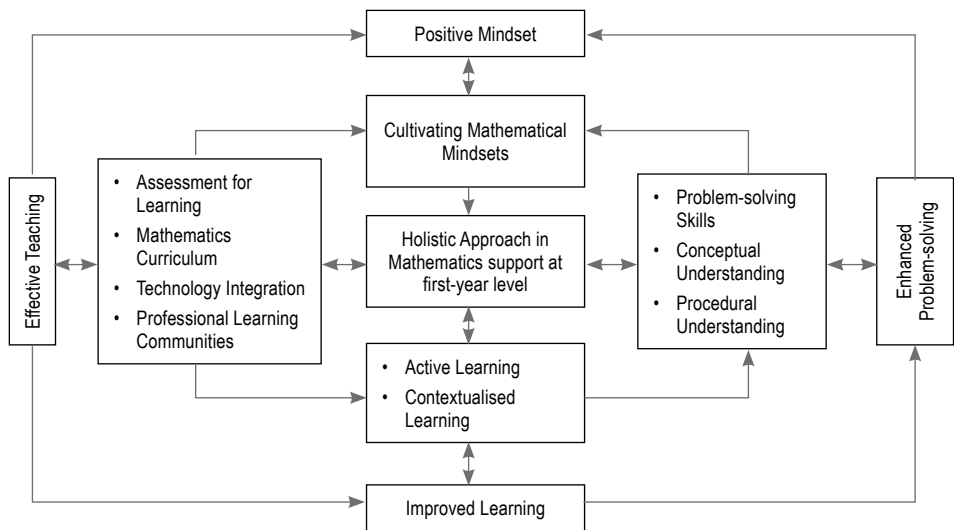 Positive Mindset
Cultivating Mathematical
Mindsets
Effective Teaching
• Assessment for
Learning
• Mathematics
Curriculum
• Technology Integration
• Professional Learning
Communities
Holistic Approach in
Mathematics support at
first-year level
• Problem-solving
Skills
• Conceptual
Understanding
• Procedural
Understanding
Enhanced
Problem-solving
• Active Learning
• Contextualised
Learning
Improved Learning